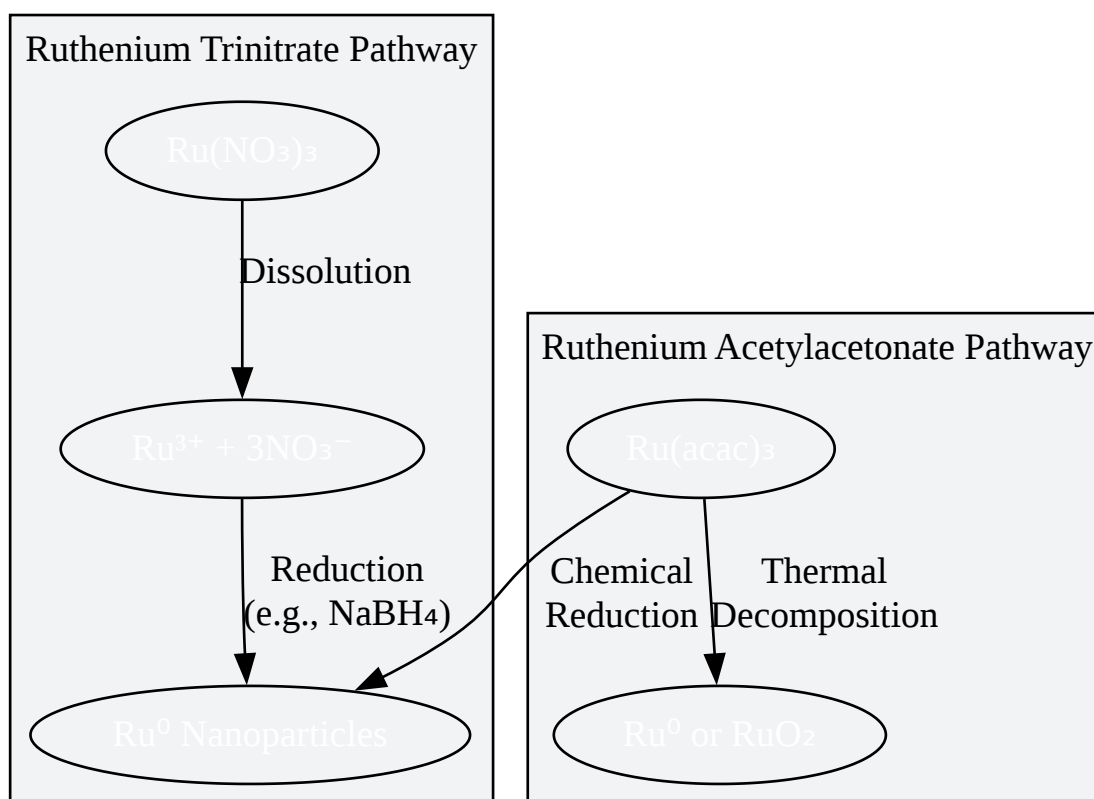 Ruthenium Trinitrate Pathway
Ru(NO₃)₃
Dissolution
Ru³⁺ + 3NO₃⁻
Reduction
(e.g., NaBH₄)
Ru⁰ Nanoparticles
Ruthenium Acetylacetonate Pathway
Ru(acac)₃
Chemical
Reduction
Thermal
Decomposition
Ru⁰ or RuO₂